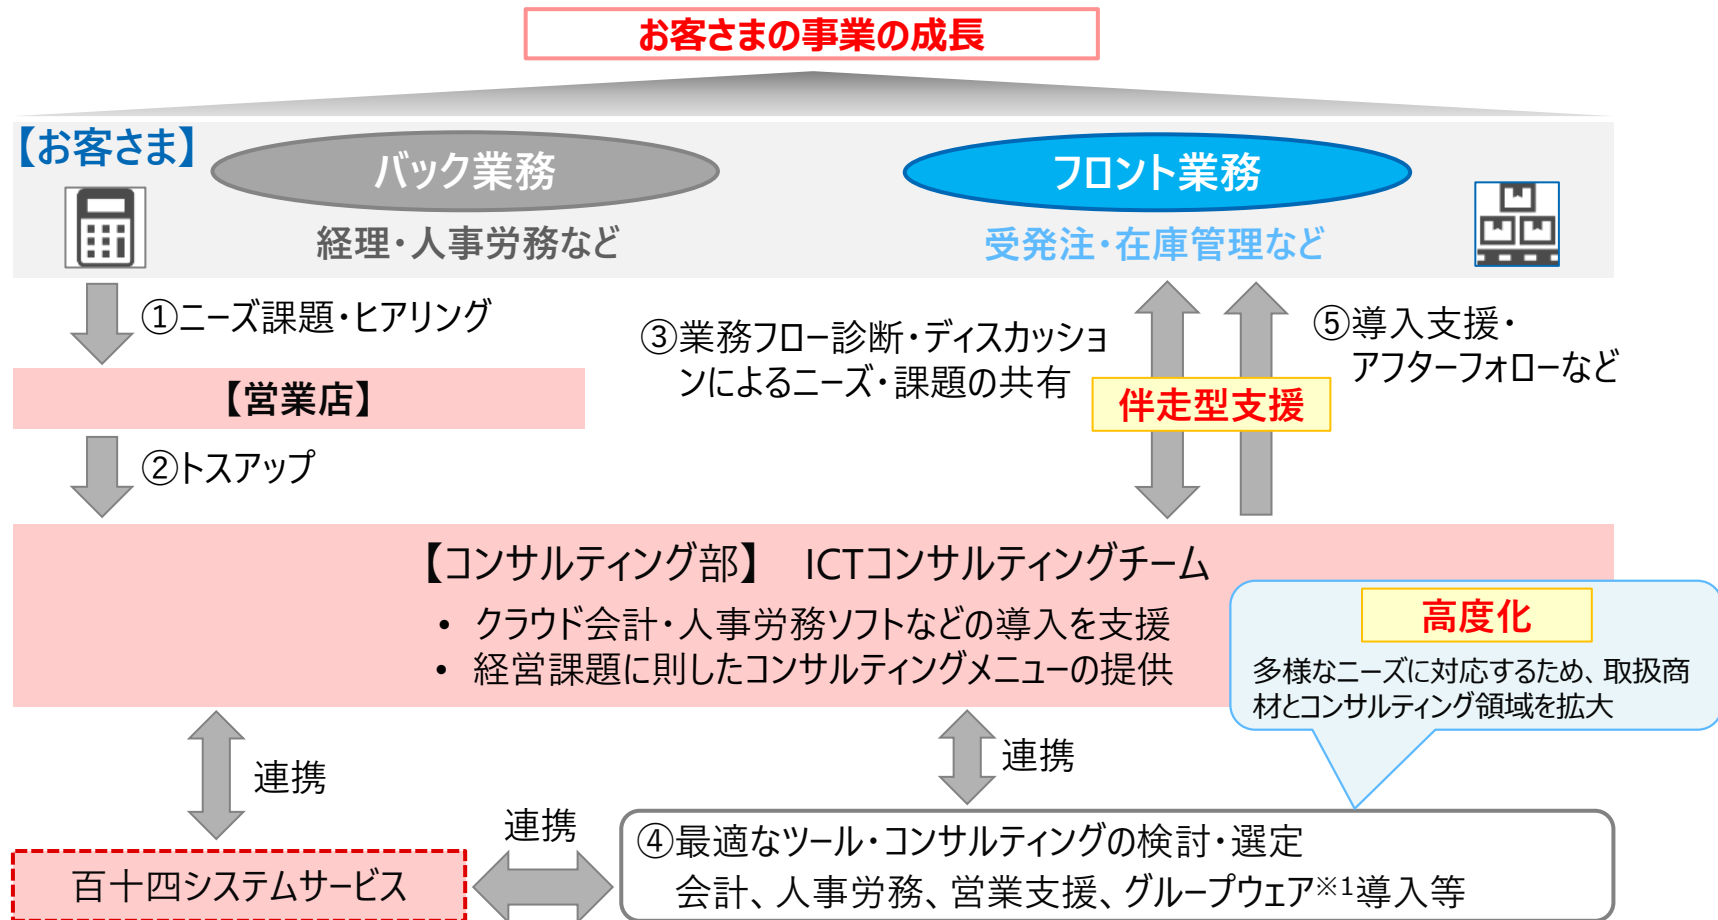 お客さまの事業の成長
【お客さま】
バック業務
フロント業務
経理・人事労務など
受発注・在庫管理など
①ニーズ課題・ヒアリング
③業務フロー診断・ディスカッショ
ンによるニーズ・課題の共有
⑤導入支援・
アフターフォローなど
伴走型支援
【営業店】
②トスアップ
【コンサルティング部】 ICTコンサルティングチーム
• クラウド会計・人事労務ソフトなどの導入を支援
• 経営課題に則したコンサルティングメニューの提供
高度化
多様なニーズに対応するため、取扱商
材とコンサルティング領域を拡大
連携
連携
連携
百十四システムサービス
④最適なツール・コンサルティングの検討・選定
会計、人事労務、営業支援、グループウェア※1導入等